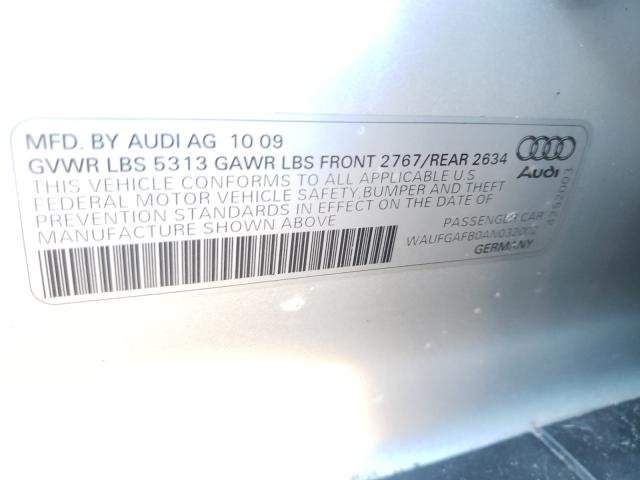 MFD. BY AUDI AG 10 09
GVWR LBS 5313 GAWR LBS FRONT 2767/REAR 2634
THIS VEHICLE CONFORMS TO ALL APPLICABLE U.S
FEDERAL MOTOR VEHICLE SAFETY, BUMPER AND THEFT
PREVENTION STANDARDS IN EFFECT ON THE DATE OF
MANUFACTURE SHOWN ABOVE
PASSENGER CAR
WAUFGAFB0AN032002
GERMANY
Audi